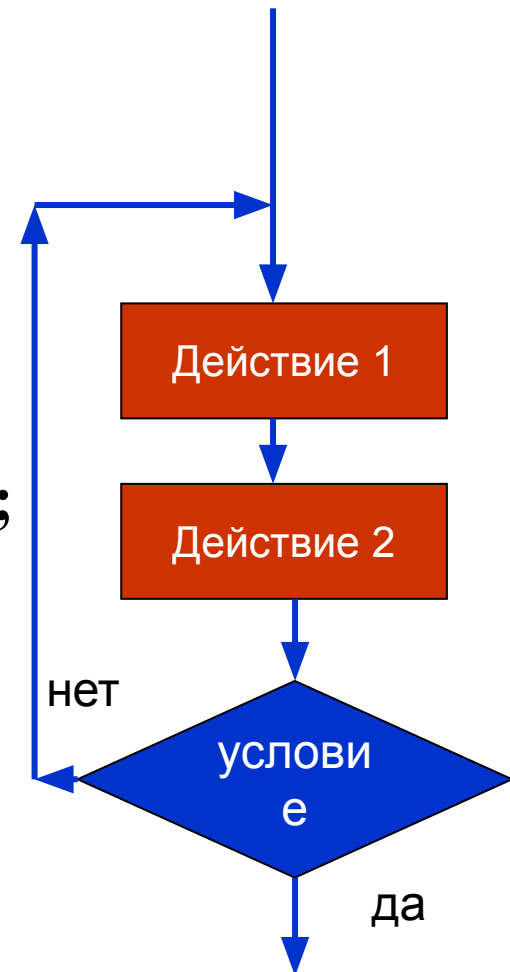 Действие 1
;
Действие 2
нет
услови
е
да